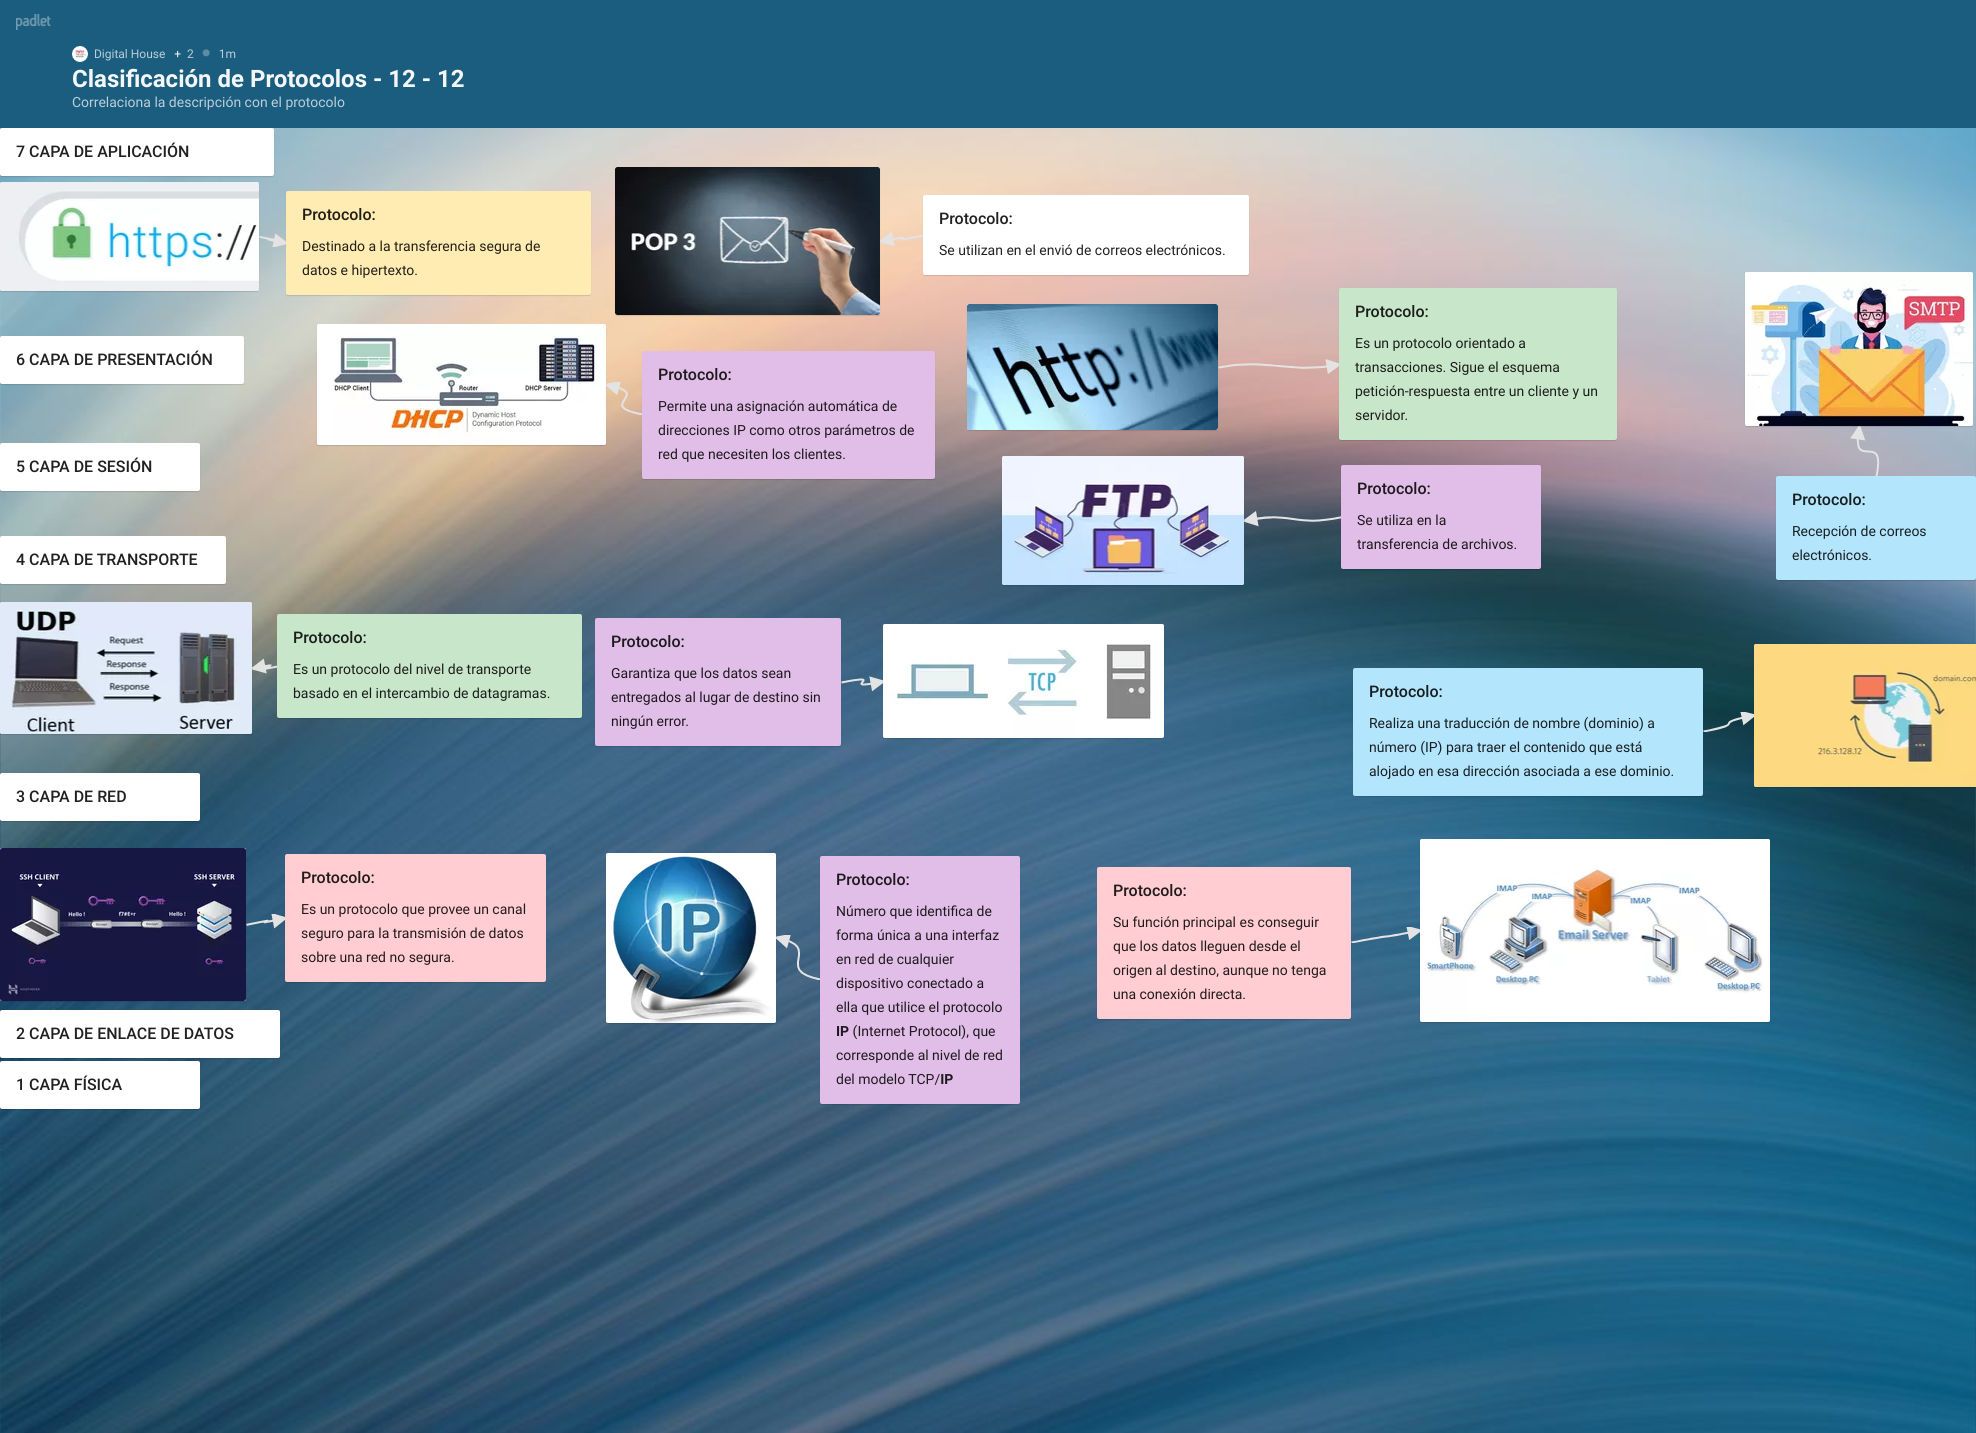 padlet
Digital House + 2 1m
Clasificación de Protocolos - 12 - 12
Correlaciona la descripción con el protocolo
7 CAPA DE APLICACIÓN
https://
Protocolo:
Destinado a la transferencia segura de
datos e hipertexto.
POP 3
Protocolo:
Se utilizan en el envió de correos electrónicos.
6 CAPA DE PRESENTACIÓN
DHCP Client
Router
DHCP Server
DHCP
Dynamic Host
Configuration Protocol
Protocolo:
Permite una asignación automática de
direcciones IP como otros parámetros de
red que necesiten los clientes.
http://www
Protocolo:
Es un protocolo orientado a
transacciones. Sigue el esquema
petición-respuesta entre un cliente y un
servidor.
SMTP
5 CAPA DE SESIÓN
FTP
Protocolo:
Se utiliza en la
transferencia de archivos.
Protocolo:
Recepción de correos
electrónicos.
4 CAPA DE TRANSPORTE
UDP
Request
Response
Response
Client
Server
Protocolo:
Es un protocolo del nivel de transporte
basado en el intercambio de datagramas.
Protocolo:
Garantiza que los datos sean
entregados al lugar de destino sin
ningún error.
TCP
Protocolo:
Realiza una traducción de nombre (dominio) a
número (IP) para traer el contenido que está
alojado en esa dirección asociada a ese dominio.
domain.com
216.3.128.12
3 CAPA DE RED
SSH CLIENT
SSH SERVER
Hello !
Hello !
Protocolo:
Es un protocolo que provee un canal
seguro para la transmisión de datos
sobre una red no segura.
IP
Protocolo:
Número que identifica de
forma única a una interfaz
en red de cualquier
dispositivo conectado a
ella que utilice el protocolo
IP (Internet Protocol), que
corresponde al nivel de red
del modelo TCP/IP
Protocolo:
Su función principal es conseguir
que los datos lleguen desde el
origen al destino, aunque no tenga
una conexión directa.
IMAP
IMAP
IMAP
IMAP
Email Server
SmartPhone
Desktop PC
Tablet
Desktop PC
2 CAPA DE ENLACE DE DATOS
1 CAPA FÍSICA